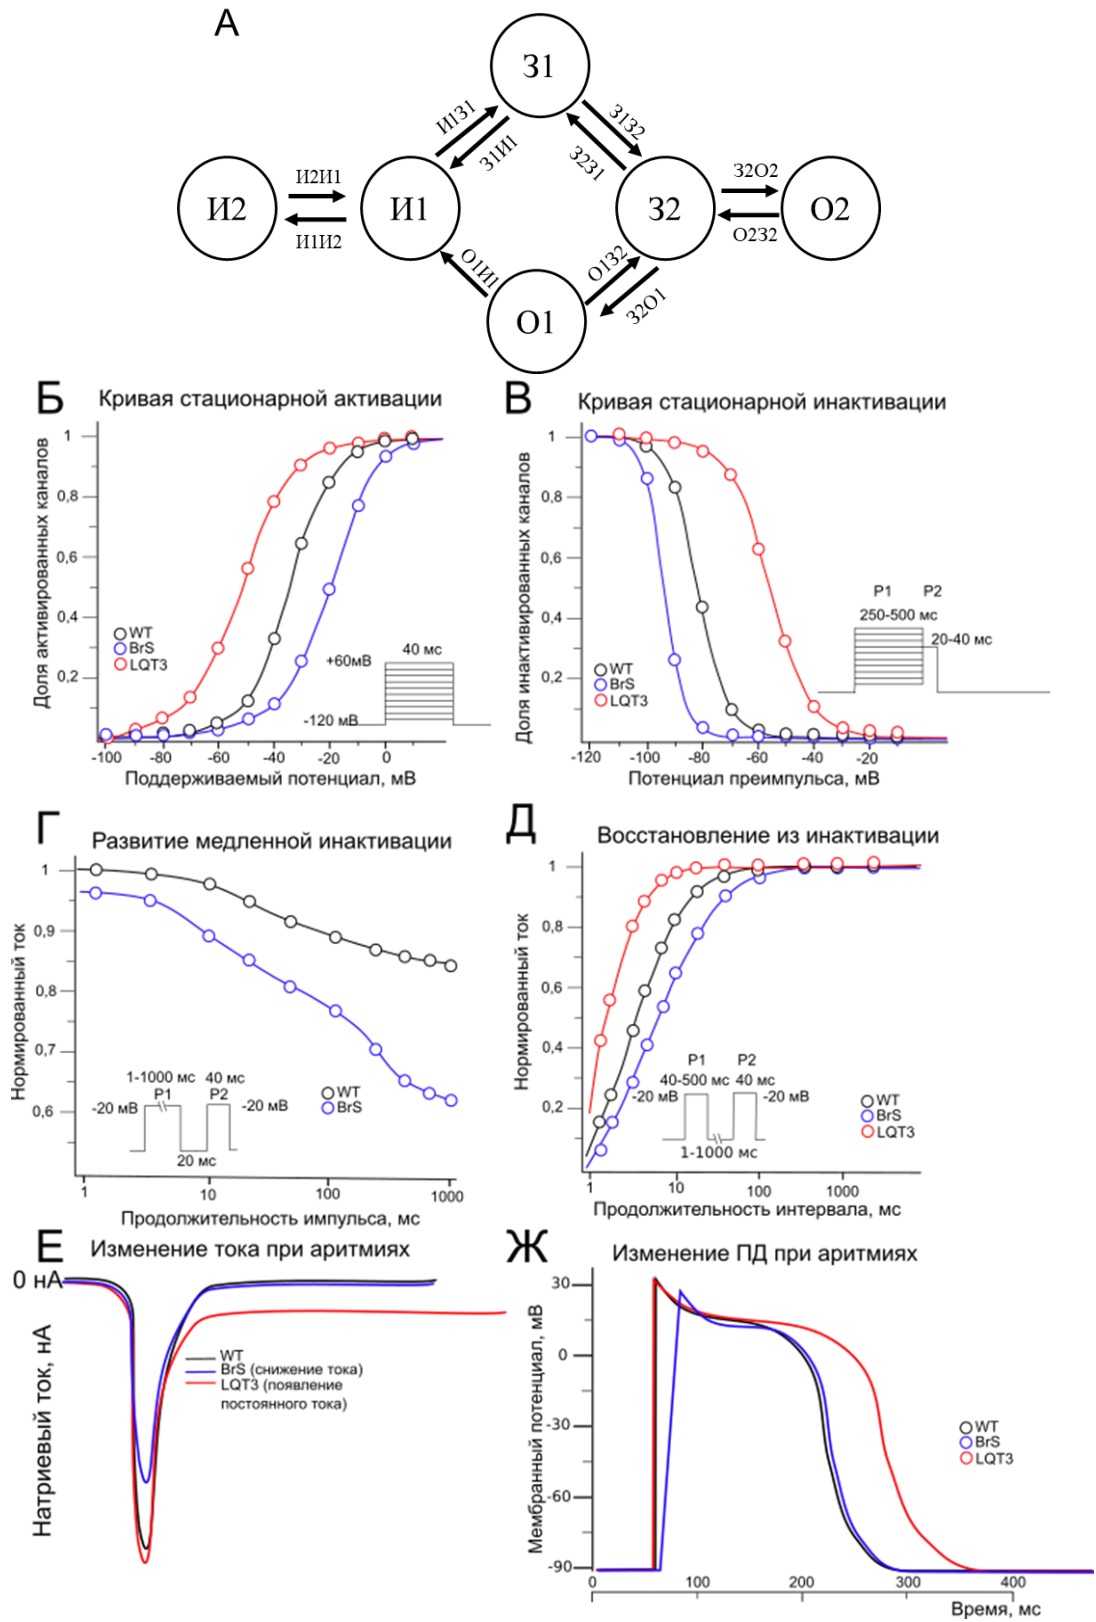 А
З1
И1З1
З1И1
З1З2
З2З1
И2
И2И1
И1И2
И1
З2
З2О2
О2З2
О2
О1И1
О1З2
З2О1
О1
Б
Кривая стационарной активации
Доля активированных каналов
1
0,8
0,6
0,4
0,2
WT
BrS
LQT3
+60мВ
40 мс
-120 мВ
-100
-80
-60
-40
-20
0
Поддерживаемый потенциал, мВ
В
Кривая стационарной инактивации
Доля инактивированных каналов
1
0,8
0,6
0,4
0,2
WT
BrS
LQT3
P1
P2
250-500 мс
20-40 мс
-120
-100
-80
-60
-40
-20
Потенциал преимпульса, мВ
Г
Развитие медленной инактивации
Нормированный ток
1
0,9
0,8
0,7
0,6
1-1000 мс
40 мс
P1
P2
-20 мВ
-20 мВ
20 мс
WT
BrS
1
10
100
1000
Продолжительность импульса, мс
Д
Восстановление из инактивации
Нормированный ток
1
0,8
0,6
0,4
0,2
P1
P2
40-500 мс
40 мс
-20 мВ
-20 мВ
1-1000 мс
WT
BrS
LQT3
1
10
100
1000
Продолжительность интервала, мс
Е
Изменение тока при аритмиях
0 нА
Натриевый ток, нА
WT
BrS (снижение тока)
LQT3 (появление
постоянного тока)
Ж
Изменение ПД при аритмиях
Мембранный потенциал, мВ
30
0
-30
-60
-90
WT
BrS
LQT3
0
100
200
300
400
Время, мс